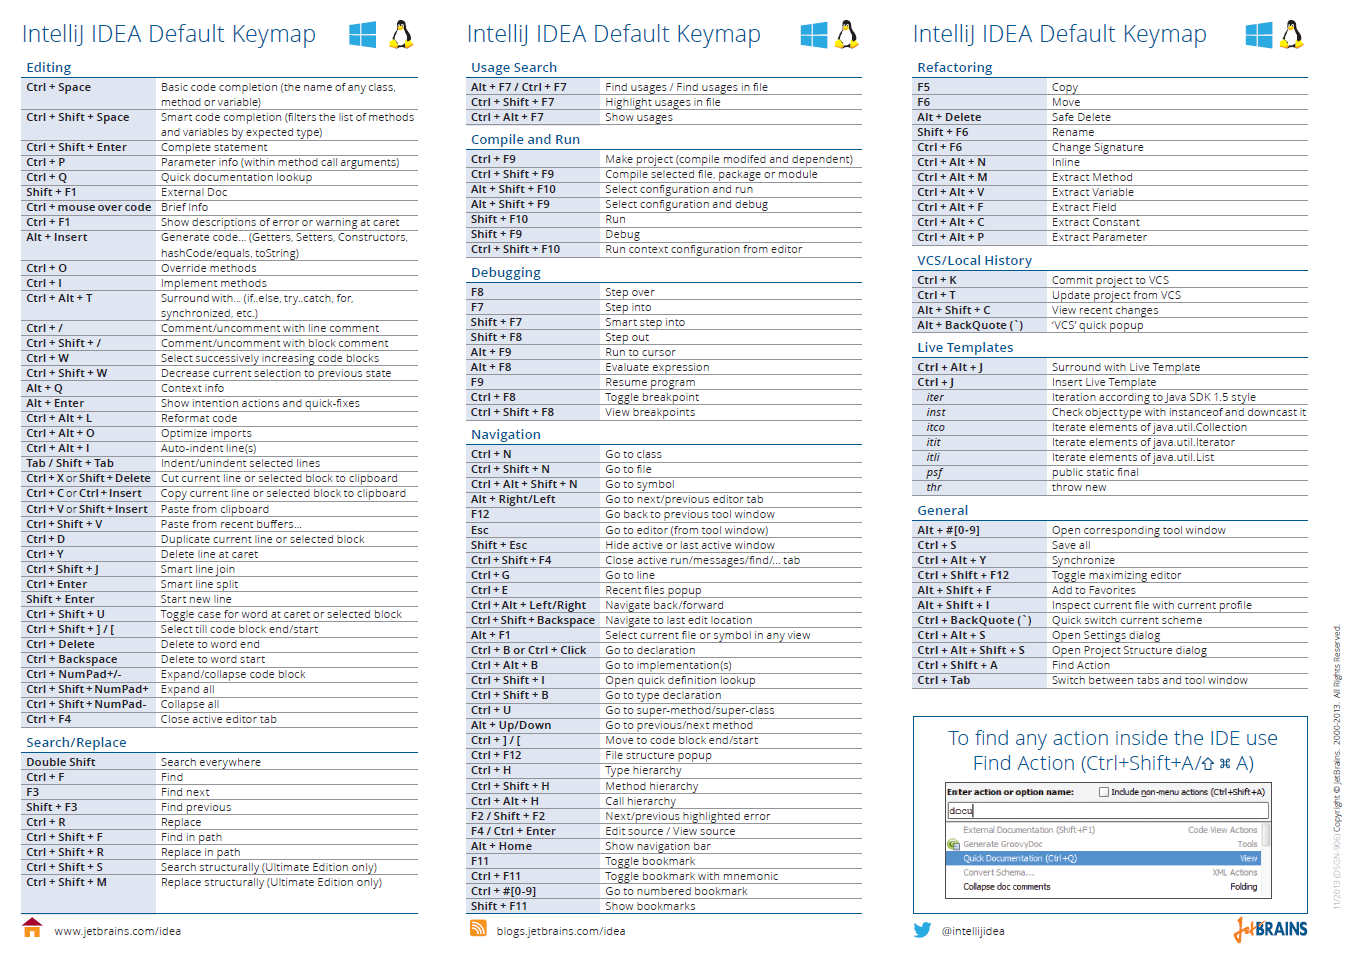 IntelliJ IDEA Default Keymap
Editing
Ctrl + Space Basic code completion (the name of any class,
method or variable)
Ctrl + Shift + Space Smart code completion (filters the list of methods
and variables by expected type)
Ctrl + Shift + Enter Complete statement
Ctrl + P Parameter info (within method call arguments)
Ctrl + Q Quick documentation lookup
Shift + F1 External Doc
Ctrl + mouse over code Brief Info
Ctrl + F1 Show descriptions of error or warning at caret
Alt + Insert Generate code... (Getters, Setters, Constructors,
hashCode/equals, toString)
Ctrl + O Override methods
Ctrl + I Implement methods
Ctrl + Alt + T Surround with... (if..else, try..catch, for,
synchronized, etc.)
Ctrl + / Comment/uncomment with line comment
Ctrl + Shift + / Comment/uncomment with block comment
Ctrl + W Select successively increasing code blocks
Ctrl + Shift + W Decrease current selection to previous state
Alt + Q Context info
Alt + Enter Show intention actions and quick-fixes
Ctrl + Alt + L Reformat code
Ctrl + Alt + O Optimize imports
Ctrl + Alt + I Auto-indent line(s)
Tab / Shift + Tab Indent/unindent selected lines
Ctrl + X or Shift + Delete Cut current line or selected block to clipboard
Ctrl + C or Ctrl + Insert Copy current line or selected block to clipboard
Ctrl + V or Shift + Insert Paste from clipboard
Ctrl + Shift + V Paste from recent buffers...
Ctrl + D Duplicate current line or selected block
Ctrl + Y Delete line at caret
Ctrl + Shift + J Smart line join
Ctrl + Enter Smart line split
Shift + Enter Start new line
Ctrl + Shift + U Toggle case for word at caret or selected block
Ctrl + Shift + ] / [ Select till code block end/start
Ctrl + Delete Delete to word end
Ctrl + Backspace Delete to word start
Ctrl + NumPad+/- Expand/collapse code block
Ctrl + Shift + NumPad+ Expand all
Ctrl + Shift + NumPad- Collapse all
Ctrl + F4 Close active editor tab
Search/Replace
Double Shift Search everywhere
Ctrl + F Find
F3 Find next
Shift + F3 Find previous
Ctrl + R Replace
Ctrl + Shift + F Find in path
Ctrl + Shift + R Replace in path
Ctrl + Shift + S Search structurally (Ultimate Edition only)
Ctrl + Shift + M Replace structurally (Ultimate Edition only)
www.jetbrains.com/idea
IntelliJ IDEA Default Keymap
Usage Search
Alt + F7 / Ctrl + F7 Find usages / Find usages in file
Ctrl + Shift + F7 Highlight usages in file
Ctrl + Alt + F7 Show usages
Compile and Run
Ctrl + F9 Make project (compile modifed and dependent)
Ctrl + Shift + F9 Compile selected file, package or module
Alt + Shift + F10 Select configuration and run
Alt + Shift + F9 Select configuration and debug
Shift + F10 Run
Shift + F9 Debug
Ctrl + Shift + F10 Run context configuration from editor
Debugging
F8 Step over
F7 Step into
Shift + F7 Smart step into
Shift + F8 Step out
Alt + F9 Run to cursor
Alt + F8 Evaluate expression
F9 Resume program
Ctrl + F8 Toggle breakpoint
Ctrl + Shift + F8 View breakpoints
Navigation
Ctrl + N Go to class
Ctrl + Shift + N Go to file
Ctrl + Alt + Shift + N Go to symbol
Alt + Right/Left Go to next/previous editor tab
F12 Go back to previous tool window
Esc Go to editor (from tool window)
Shift + Esc Hide active or last active window
Ctrl + Shift + F4 Close active run/messages/find/... tab
Ctrl + G Go to line
Ctrl + E Recent files popup
Ctrl + Alt + Left/Right Navigate back/forward
Ctrl + Shift + Backspace Navigate to last edit location
Alt + F1 Select current file or symbol in any view
Ctrl + B or Ctrl + Click Go to declaration
Ctrl + Alt + B Go to implementation(s)
Ctrl + Shift + I Open quick definition lookup
Ctrl + Shift + B Go to type declaration
Ctrl + U Go to super-method/super-class
Alt + Up/Down Go to previous/next method
Ctrl + ] / [ Move to code block end/start
Ctrl + F12 File structure popup
Ctrl + H Type hierarchy
Ctrl + Shift + H Method hierarchy
Ctrl + Alt + H Call hierarchy
F2 / Shift + F2 Next/previous highlighted error
F4 / Ctrl + Enter Edit source / View source
Alt + Home Show navigation bar
F11 Toggle bookmark
Ctrl + F11 Toggle bookmark with mnemonic
Ctrl + #[0-9] Go to numbered bookmark
Shift + F11 Show bookmarks
blogs.jetbrains.com/idea
IntelliJ IDEA Default Keymap
Refactoring
F5 Copy
F6 Move
Alt + Delete Safe Delete
Shift + F6 Rename
Ctrl + F6 Change Signature
Ctrl + Alt + N Inline
Ctrl + Alt + M Extract Method
Ctrl + Alt + V Extract Variable
Ctrl + Alt + F Extract Field
Ctrl + Alt + C Extract Constant
Ctrl + Alt + P Extract Parameter
VCS/Local History
Ctrl + K Commit project to VCS
Ctrl + T Update project from VCS
Alt + Shift + C View recent changes
Alt + BackQuote (`) ‘VCS’ quick popup
Live Templates
Ctrl + Alt + J Surround with Live Template
Ctrl + J Insert Live Template
iter Iteration according to Java SDK 1.5 style
inst Check object type with instanceof and downcast it
itco Iterate elements of java.util.Collection
itit Iterate elements of java.util.Iterator
itli Iterate elements of java.util.List
psf public static final
thr throw new
General
Alt + #[0-9] Open corresponding tool window
Ctrl + S Save all
Ctrl + Alt + Y Synchronize
Ctrl + Shift + F12 Toggle maximizing editor
Alt + Shift + F Add to Favorites
Alt + Shift + I Inspect current file with current profile
Ctrl + BackQuote (`) Quick switch current scheme
Ctrl + Alt + S Open Settings dialog
Ctrl + Alt + Shift + S Open Project Structure dialog
Ctrl + Shift + A Find Action
Ctrl + Tab Switch between tabs and tool window
To find any action inside the IDE use
Find Action (Ctrl+Shift+A/⇧ ⌘ A)
Enter action or option name: Include non-menu actions (Ctrl+Shift+A)
docu
External Documentation (Shift+F1) Code View Actions
Generate GroovyDoc Tools
Quick Documentation (Ctrl+Q) View
Convert Schema... XML Actions
Collapse doc comments Folding
@intellijidea
JetBRAINS
11/2013 (DSGN-906) Copyright © JetBrains. 2000-2013. All Rights Reserved.